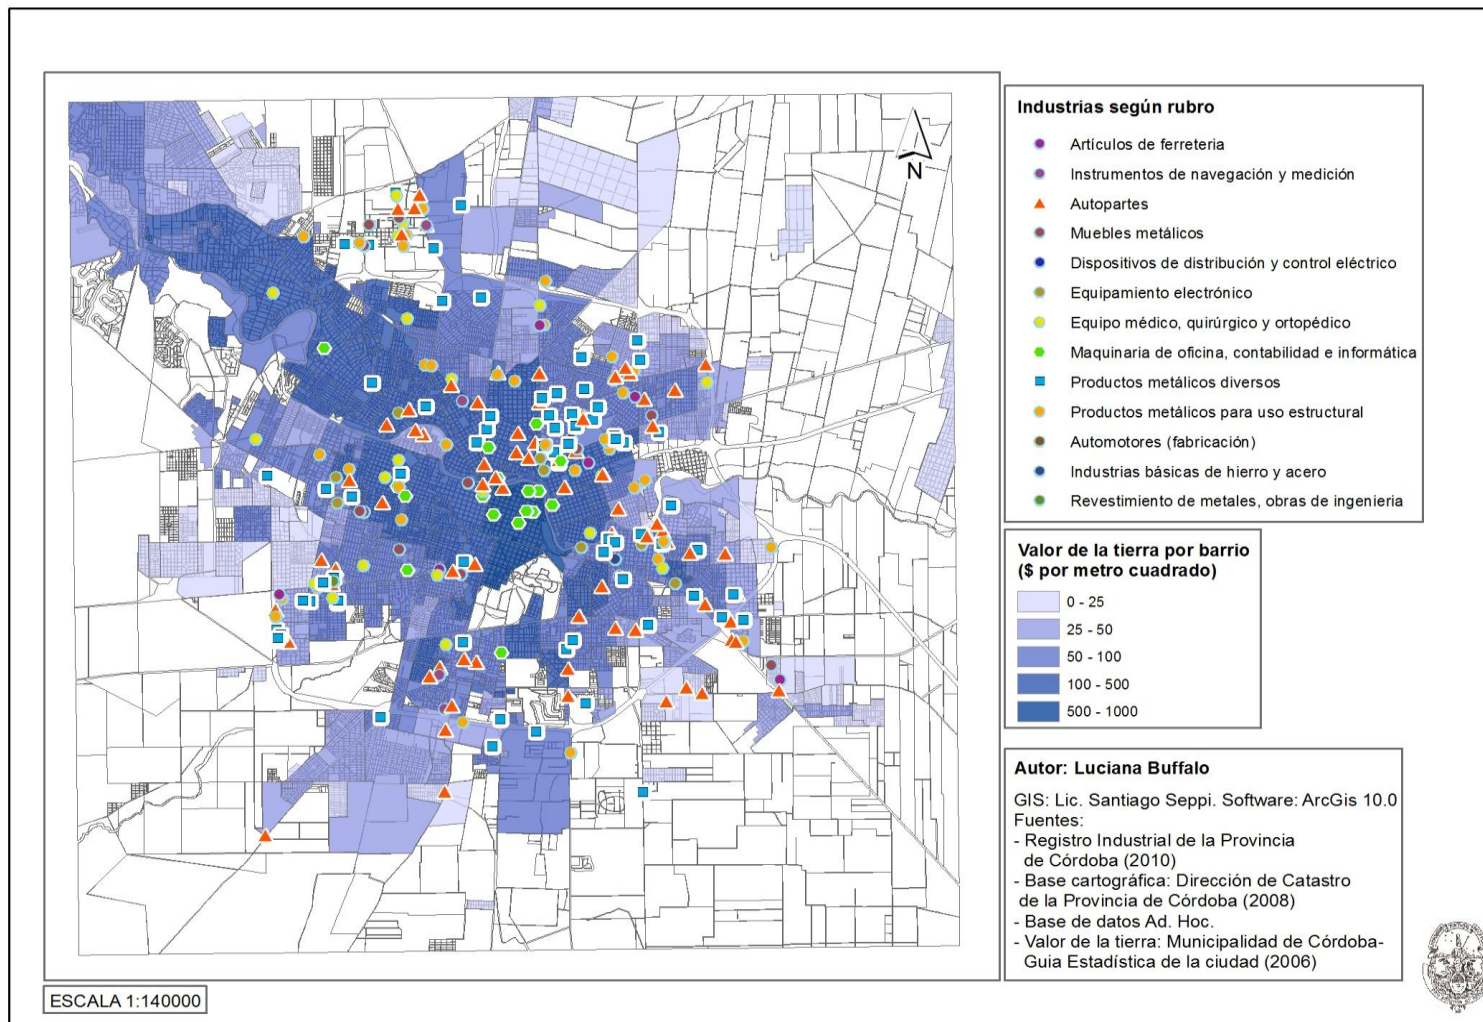 N
Industrias según rubro
Artículos de ferreteria
Instrumentos de navegación y medición
Autopartes
Muebles metálicos
Dispositivos de distribución y control eléctrico
Equipamiento electrónico
Equipo médico, quirúrgico y ortopédico
Maquinaria de oficina, contabilidad e informática
Productos metálicos diversos
Productos metálicos para uso estructural
Automotores (fabricación)
Industrias básicas de hierro y acero
Revestimiento de metales, obras de ingenieria
Valor de la tierra por barrio
($ por metro cuadrado)
0 - 25
25 - 50
50 - 100
100 - 500
500 - 1000
Autor: Luciana Buffalo
GIS: Lic. Santiago Seppi. Software: ArcGis 10.0
Fuentes:
- Registro Industrial de la Provincia
de Córdoba (2010)
- Base cartográfica: Dirección de Catastro
de la Provincia de Córdoba (2008)
- Base de datos Ad. Hoc.
- Valor de la tierra: Municipalidad de Córdoba-
Guia Estadística de la ciudad (2006)
ESCALA 1:140000